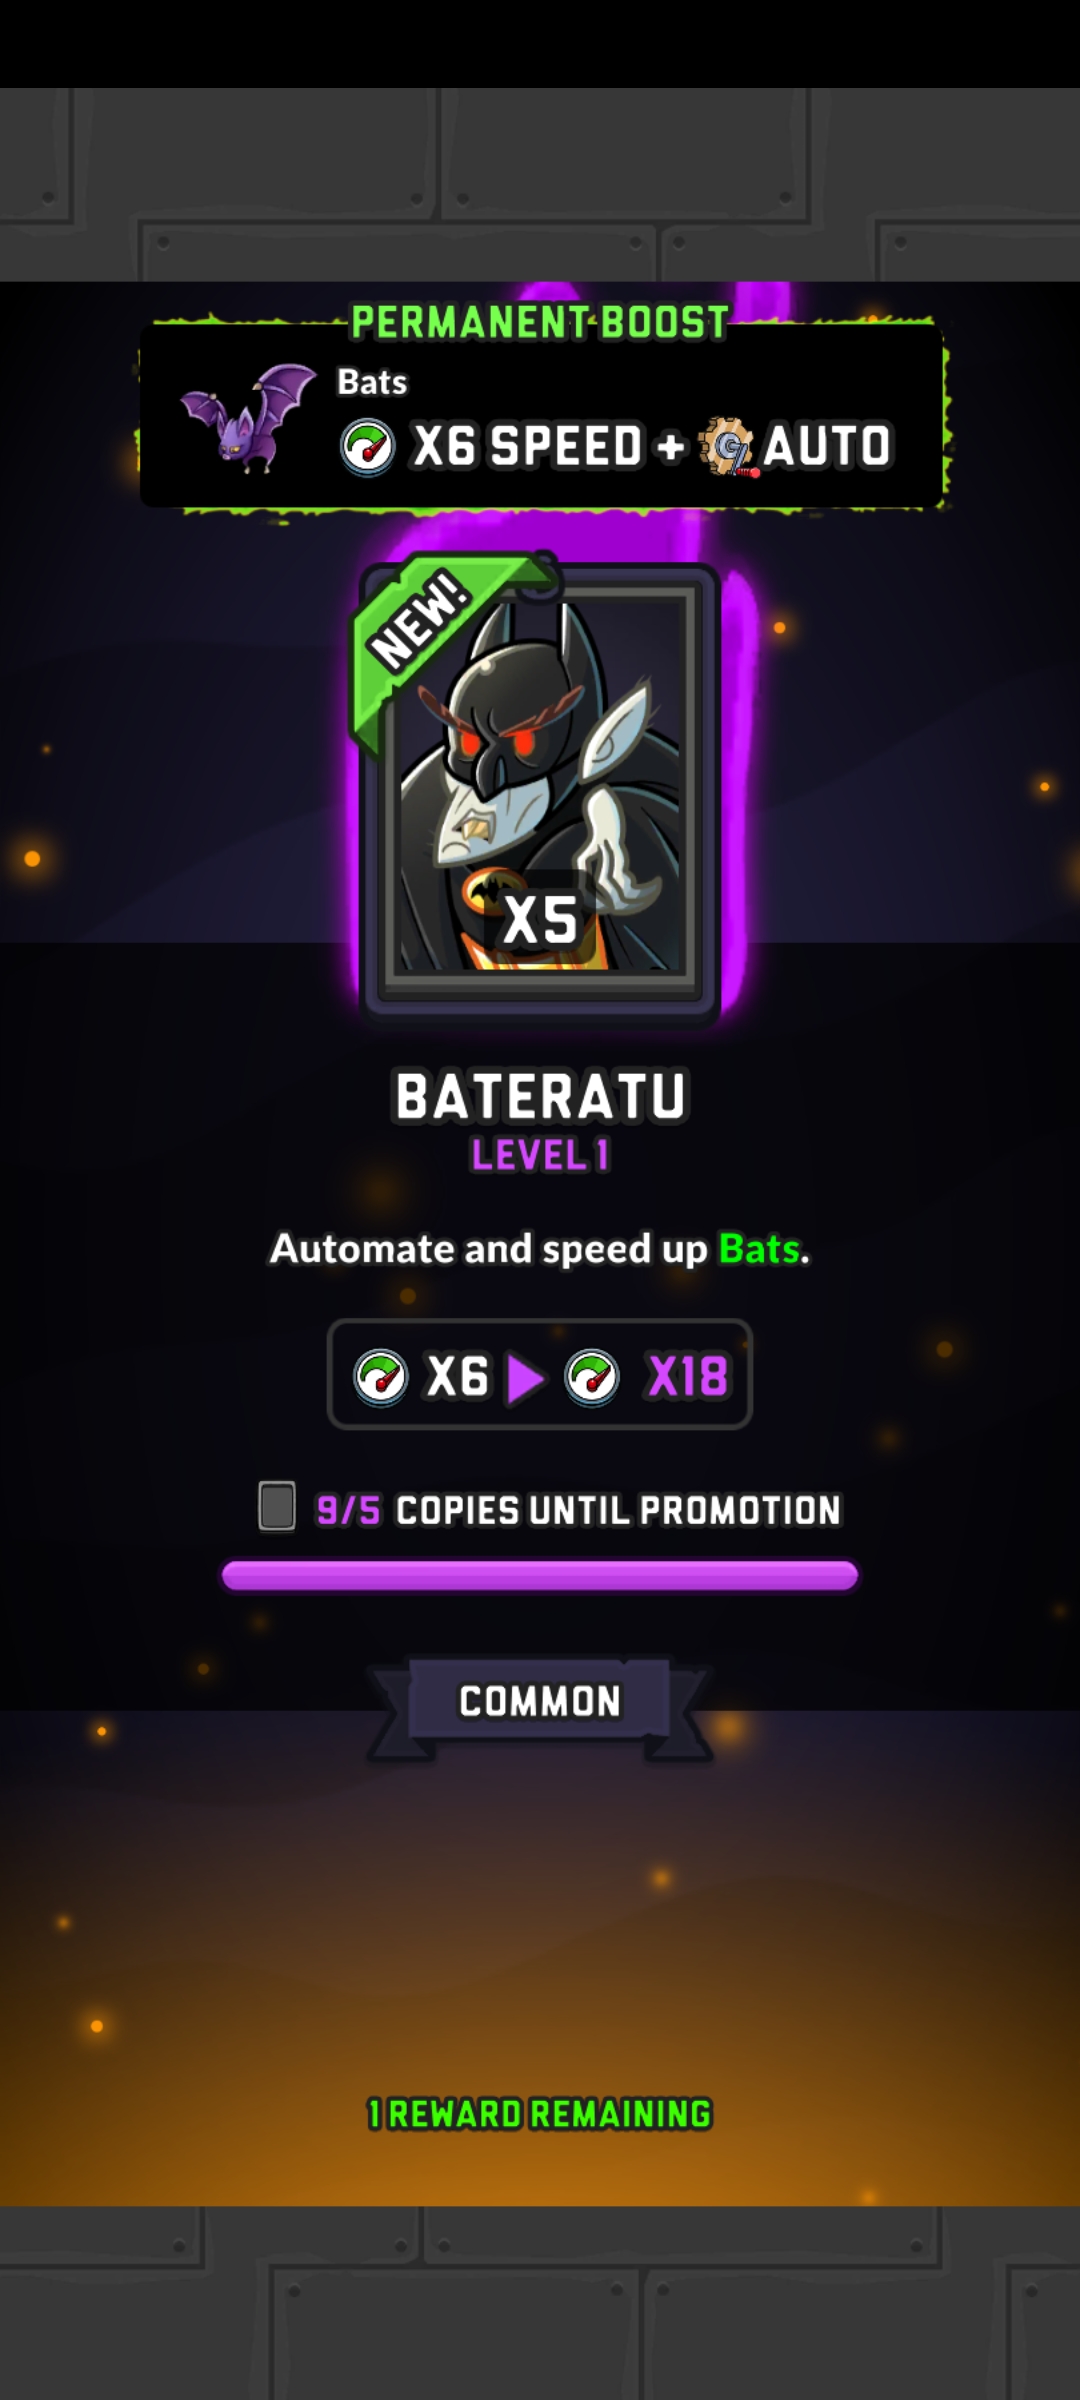 PERMANENT BOOST
Bats
X6 SPEED + AUTO
NEW!
X5
BATERATU
LEVEL 1
Automate and speed up Bats.
X6 X18
9/5 COPIES UNTIL PROMOTION
COMMON
1 REWARD REMAINING